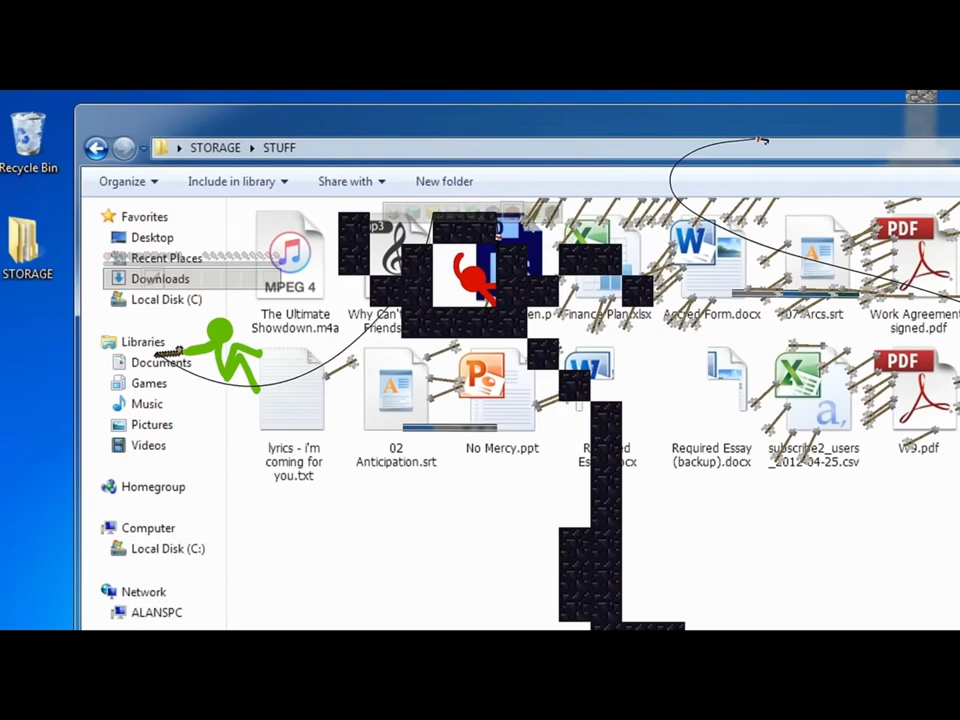 Recycle Bin
STORAGE
STORAGE
STUFF
Organize
Include in library
Share with
New folder
Favorites
Desktop
Recent Places
Downloads
Local Disk (C)
Libraries
Documents
Games
Music
Pictures
Videos
Homegroup
Computer
Local Disk (C:)
Network
ALANSPC
MPEG 4
The Ultimate
Showdown.m4a
Why Can't
Friends
Finance Plan.xlsx
Form.docx
07 Arcs.srt
PDF
Work Agreement
signed.pdf
lyrics - i'm
coming for
you.txt
02
Anticipation.srt
No Mercy.ppt
Required Essay
(backup).docx
a,
subscribe2_users
_2012-04-25.csv
PDF
W9.pdf